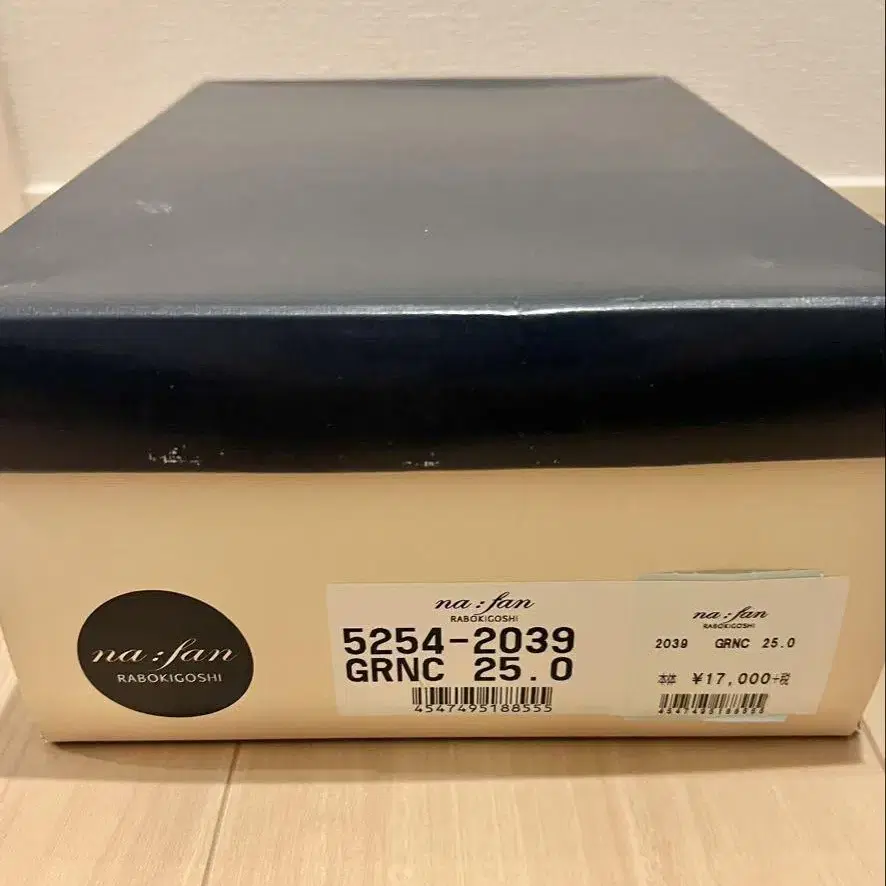 na : fan
RABOKIGOSHI
na : fan
RABOKIGOSHI
5254-2039
GRNC 25.0
4547495188555
na : fan
RABOKIGOSHI
2039 GRNC 25.0
本体 ¥17,000+税
4547495188555